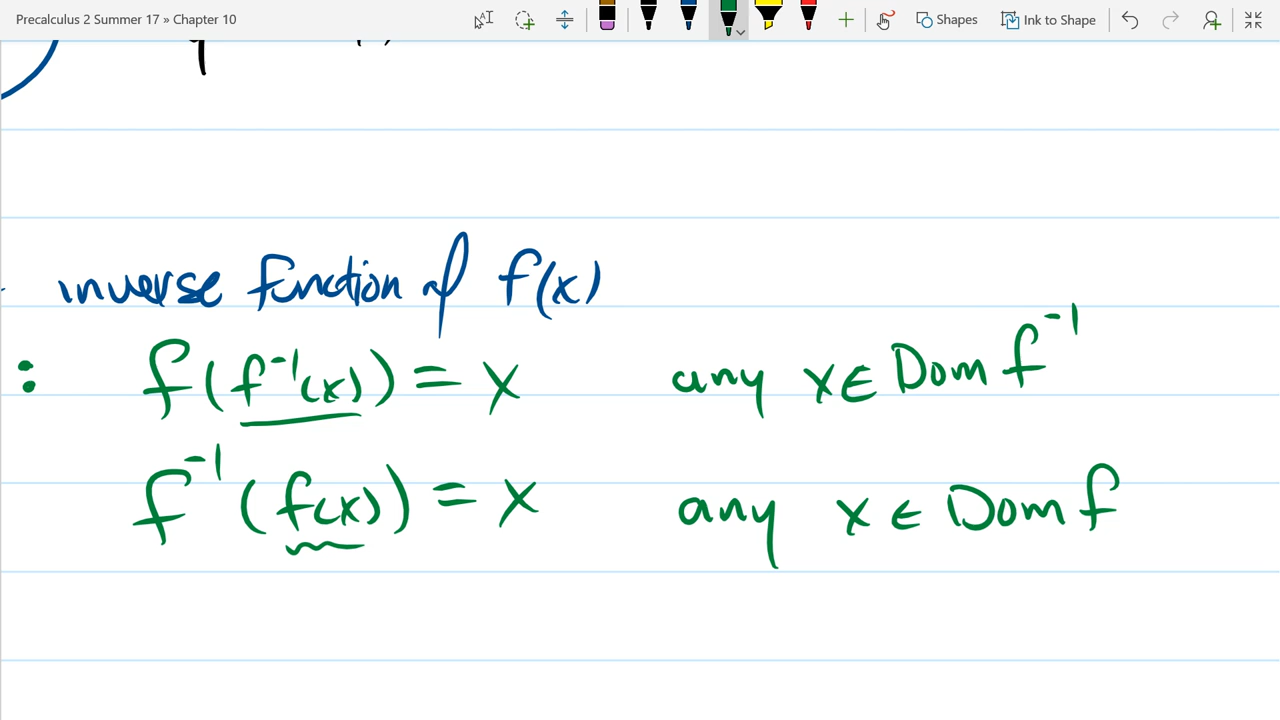 Precalculus 2 Summer 17 » Chapter 10
Shapes
Ink to Shape
inverse function of f(x)
: f(f⁻¹(x)) = x any x ∈ Dom f⁻¹
f⁻¹(f(x)) = x any x ∈ Dom f